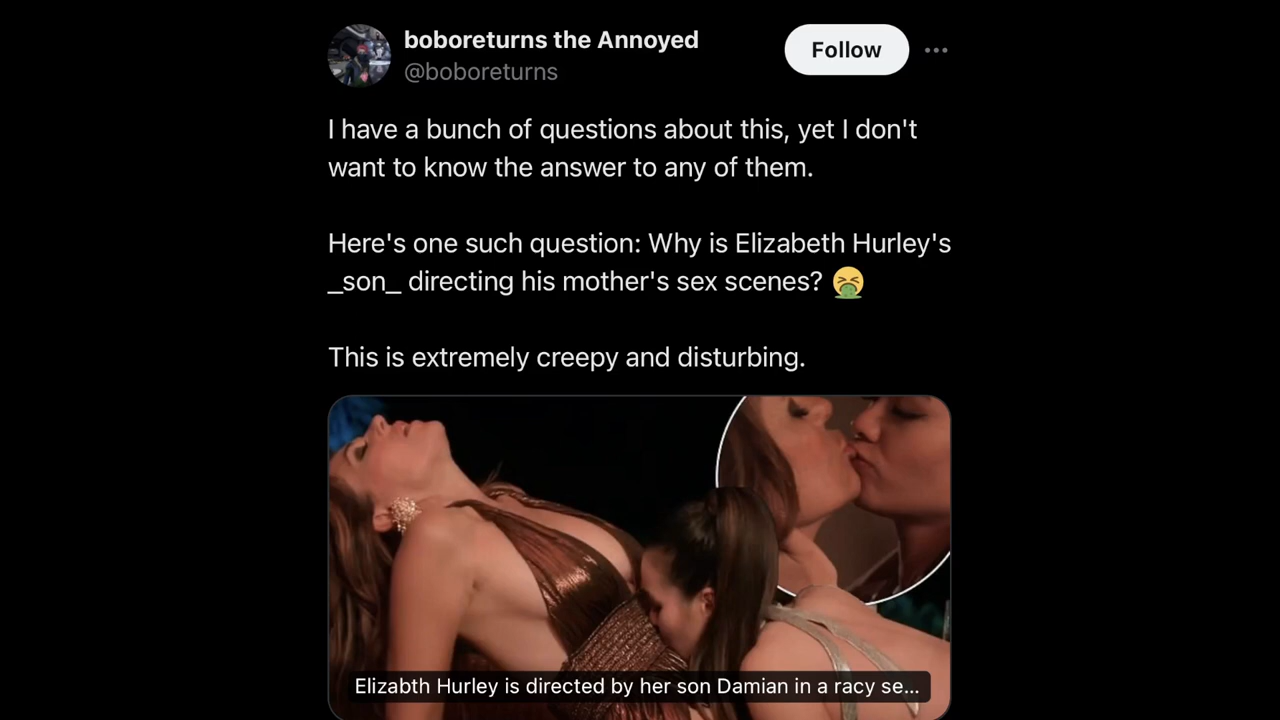 boboreturns the Annoyed
Follow
@boboreturns
I have a bunch of questions about this, yet I don't
want to know the answer to any of them.
Here's one such question: Why is Elizabeth Hurley's
_son_ directing his mother's sex scenes? 🤮
This is extremely creepy and disturbing.
Elizabth Hurley is directed by her son Damian in a racy se...